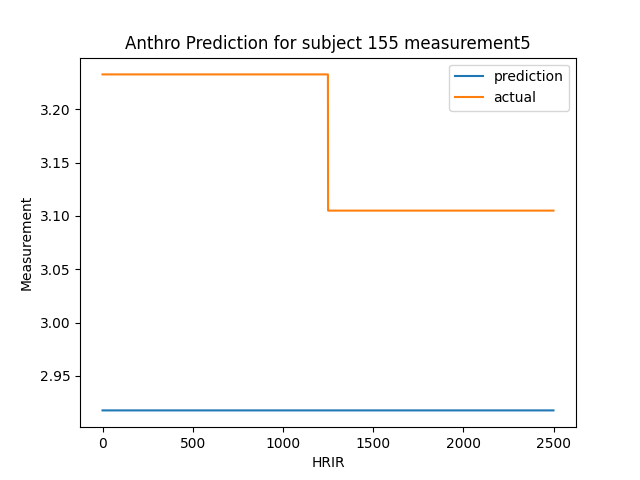 Anthro Prediction for subject 155 measurement5
prediction
actual
3.20
3.15
3.10
3.05
3.00
2.95
Measurement
0 500 1000 1500 2000 2500
HRIR